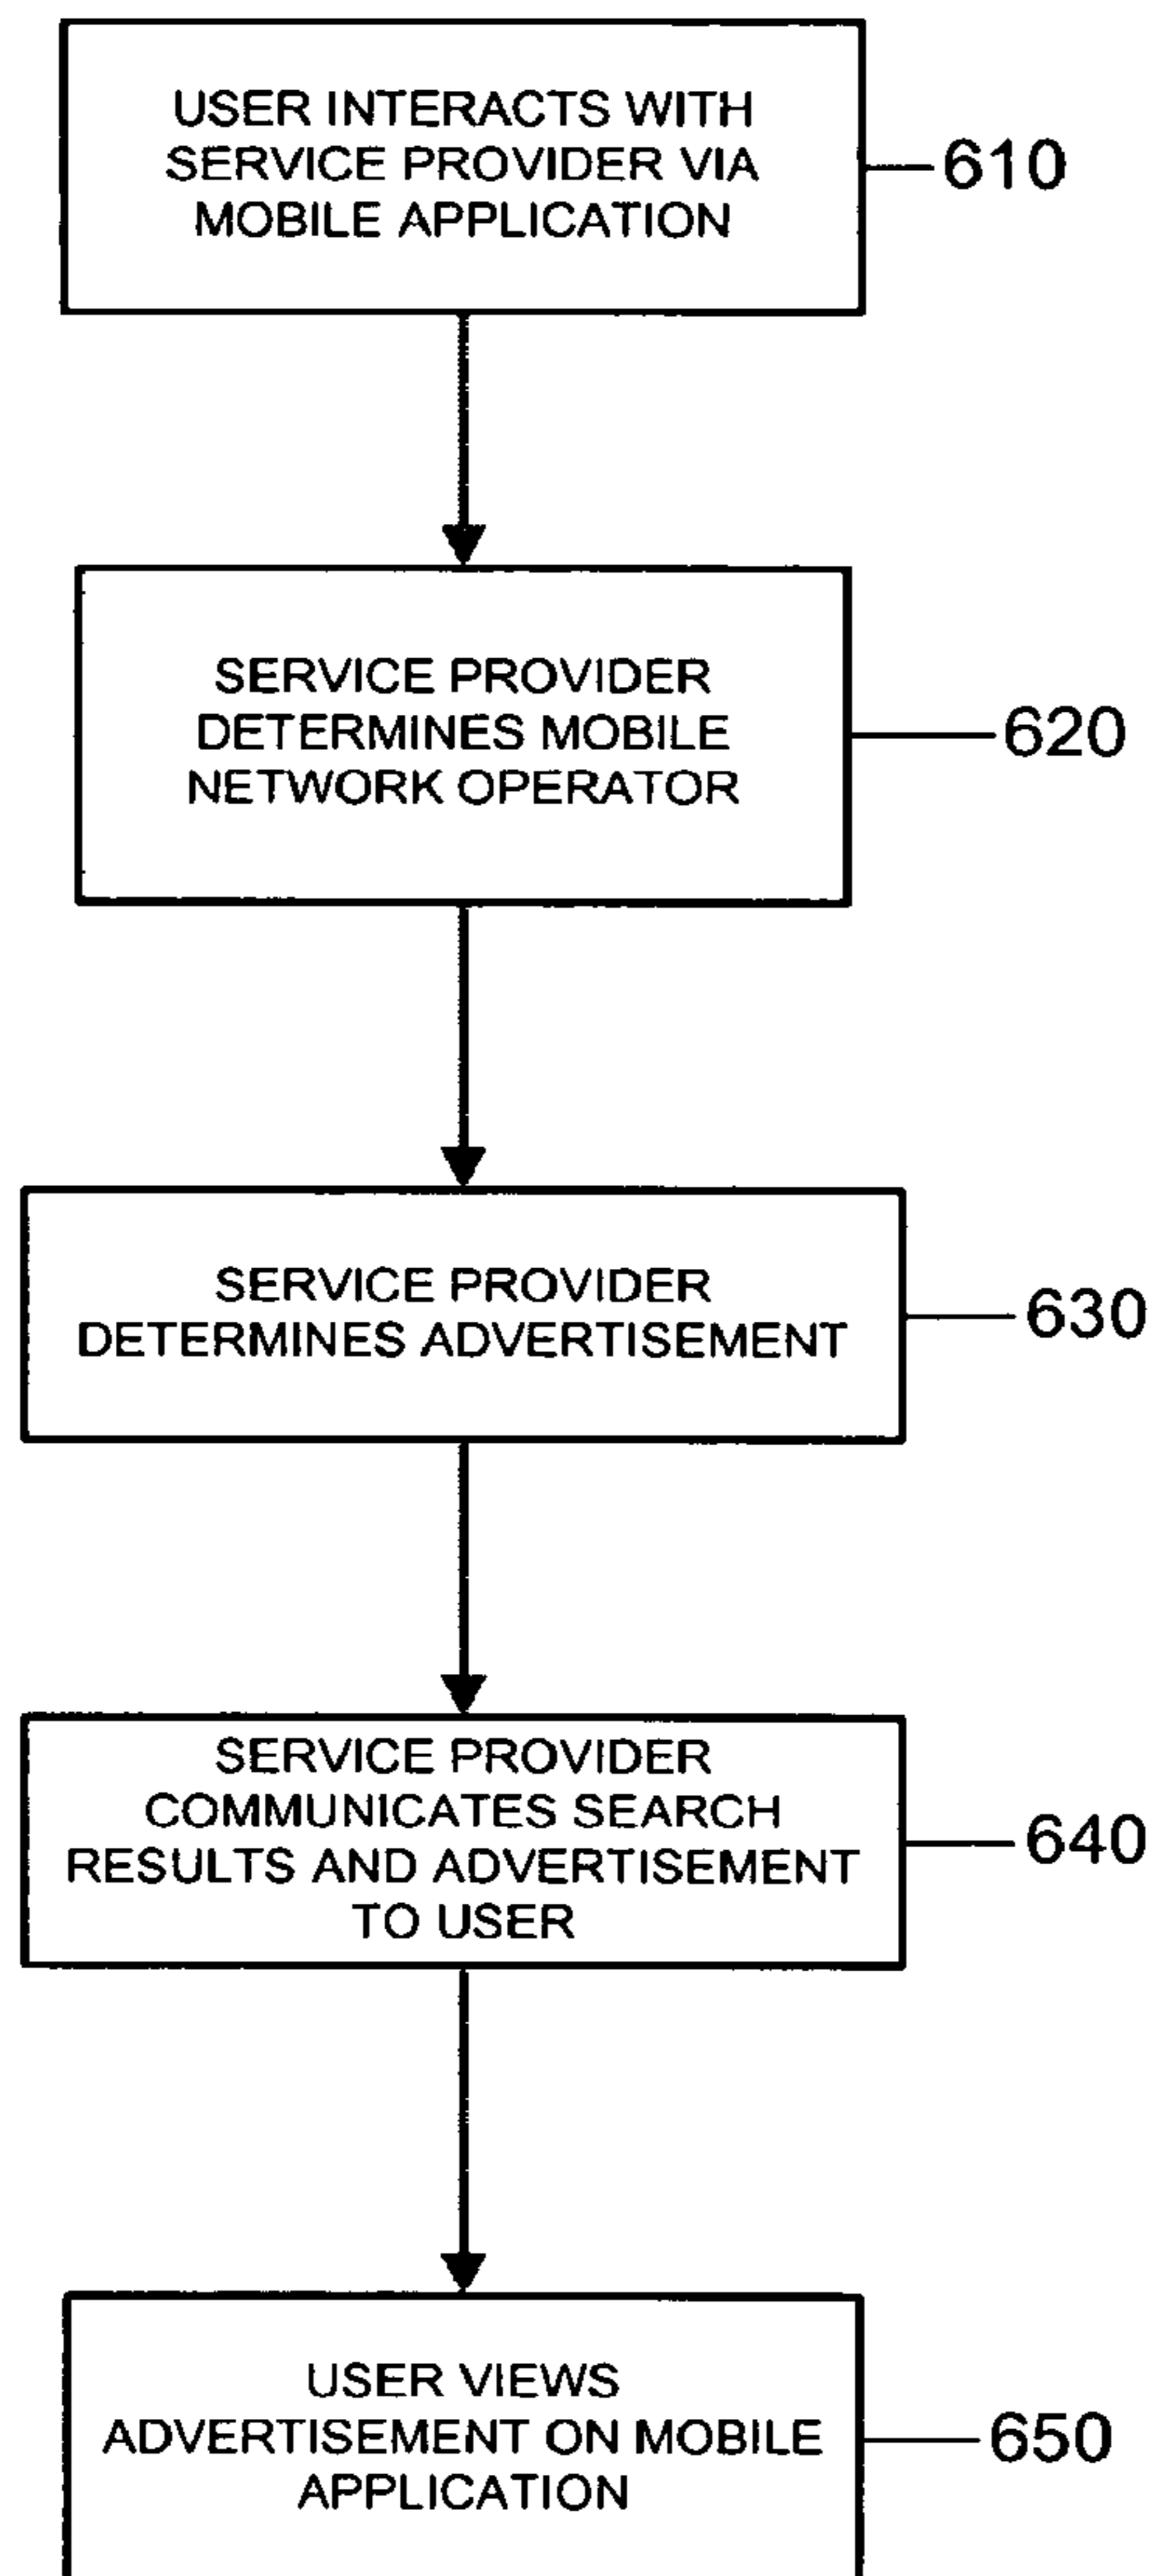 USER INTERACTS WITH
SERVICE PROVIDER VIA
MOBILE APPLICATION
610
SERVICE PROVIDER
DETERMINES MOBILE
NETWORK OPERATOR
620
SERVICE PROVIDER
DETERMINES ADVERTISEMENT
630
SERVICE PROVIDER
COMMUNICATES SEARCH
RESULTS AND ADVERTISEMENT
TO USER
640
USER VIEWS
ADVERTISEMENT ON MOBILE
APPLICATION
650